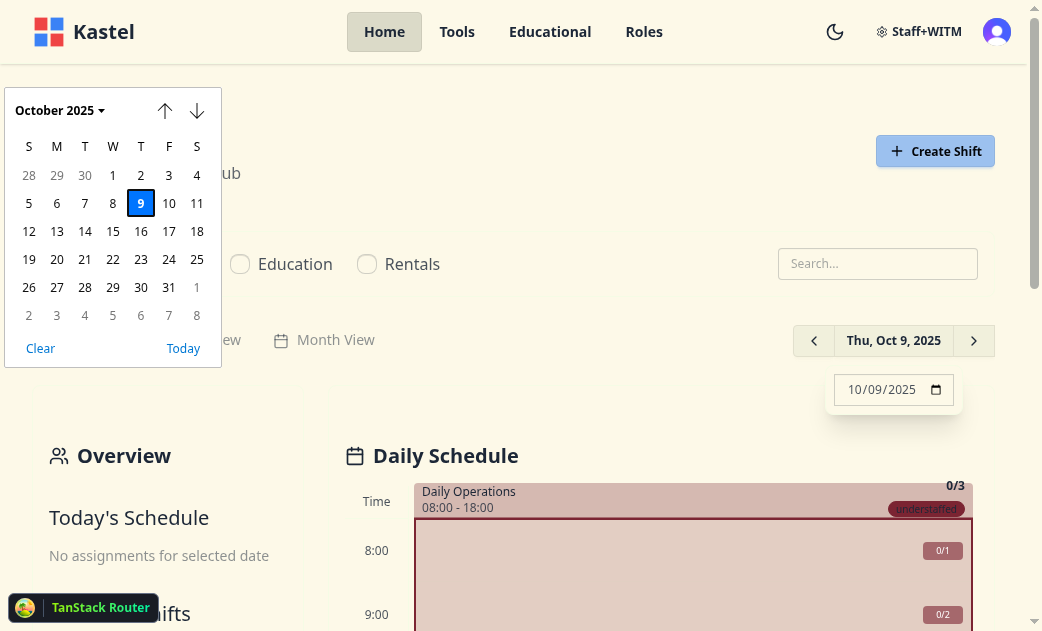 Kastel
Home
Tools
Educational
Roles
Staff+WITM
October 2025
S M T W T F S
28 29 30 1 2 3 4
5 6 7 8 9 10 11
12 13 14 15 16 17 18
19 20 21 22 23 24 25
26 27 28 29 30 31 1
2 3 4 5 6 7 8
Clear
Today
ub
Create Shift
Education
Rentals
Search...
ew
Month View
Thu, Oct 9, 2025
10/09/2025
Overview
Today's Schedule
No assignments for selected date
ifts
TanStack Router
Daily Schedule
Time
Daily Operations
08:00 - 18:00
0/3
understaffed
8:00
0/1
9:00
0/2